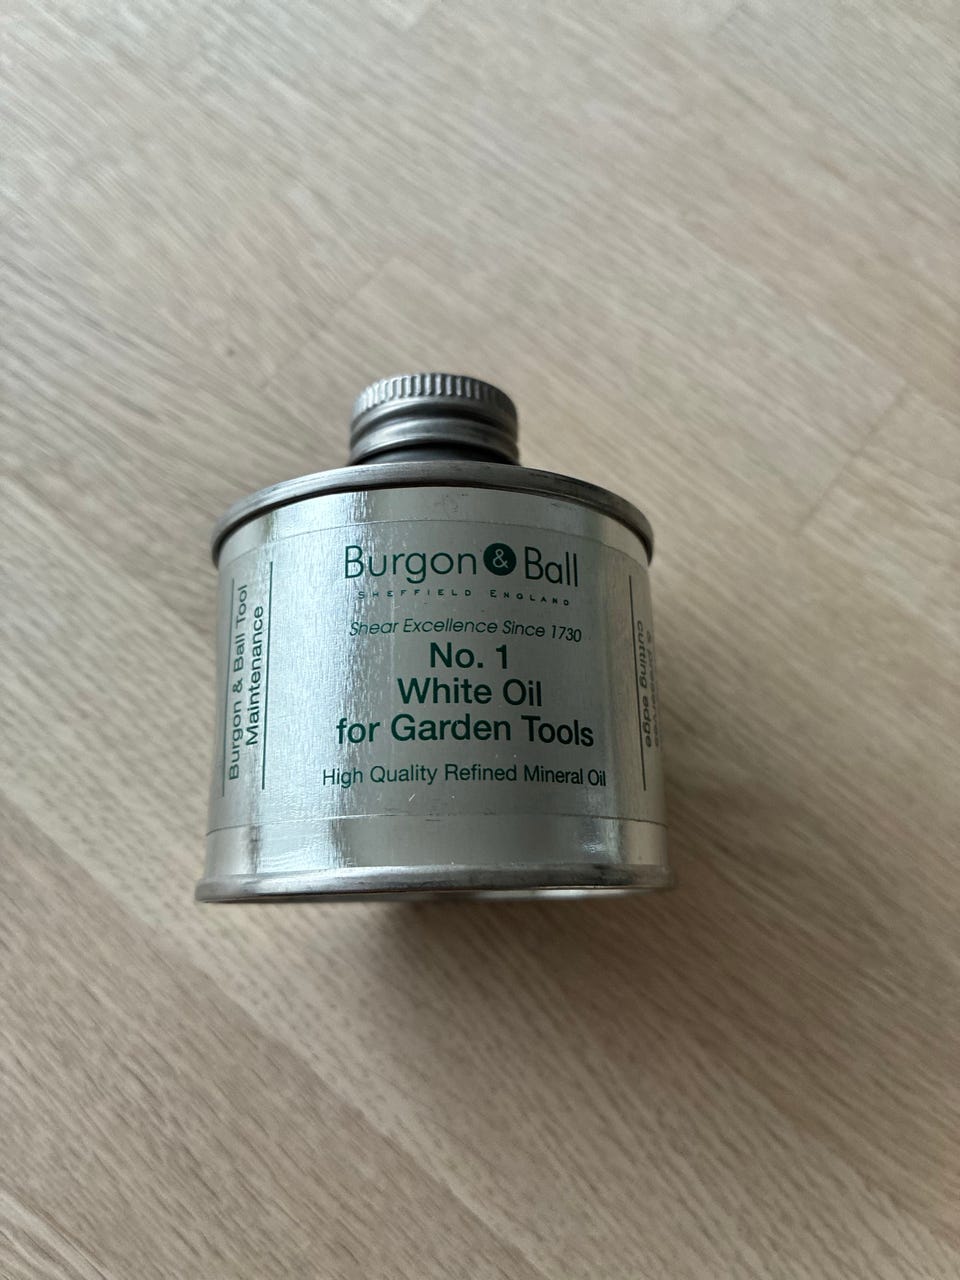 Burgon & Ball
SHEFFIELD ENGLAND
Shear Excellence Since 1730
No. 1
White Oil
for Garden Tools
High Quality Refined Mineral Oil
Burgon & Ball Tool
Maintenance
& preserves
cutting edge